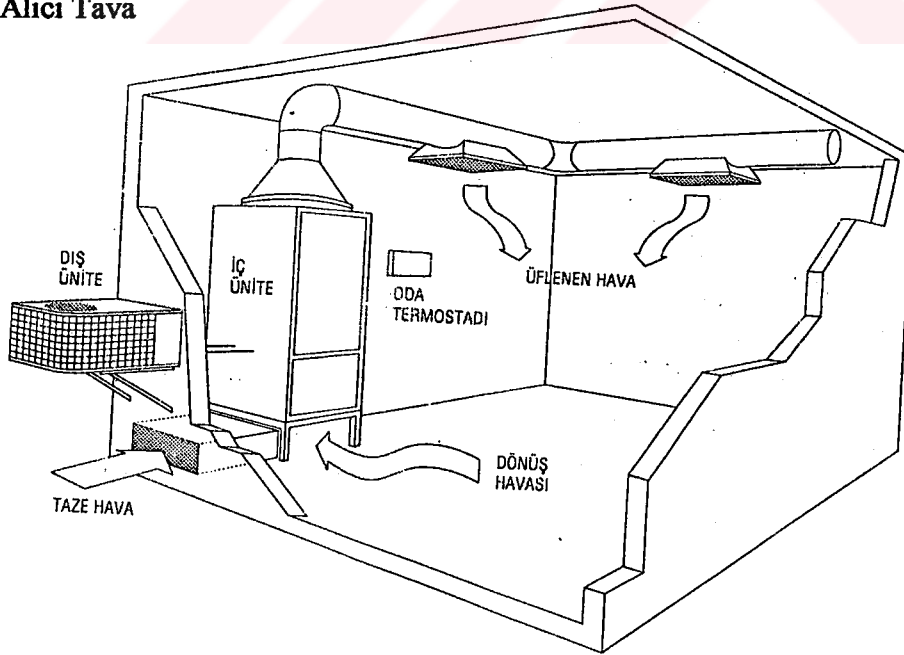 Alıcı Tava
DIŞ
ÜNİTE
İÇ
ÜNİTE
ODA
TERMOSTADI
ÜFLENEN HAVA
DÖNÜŞ
HAVASI
TAZE HAVA